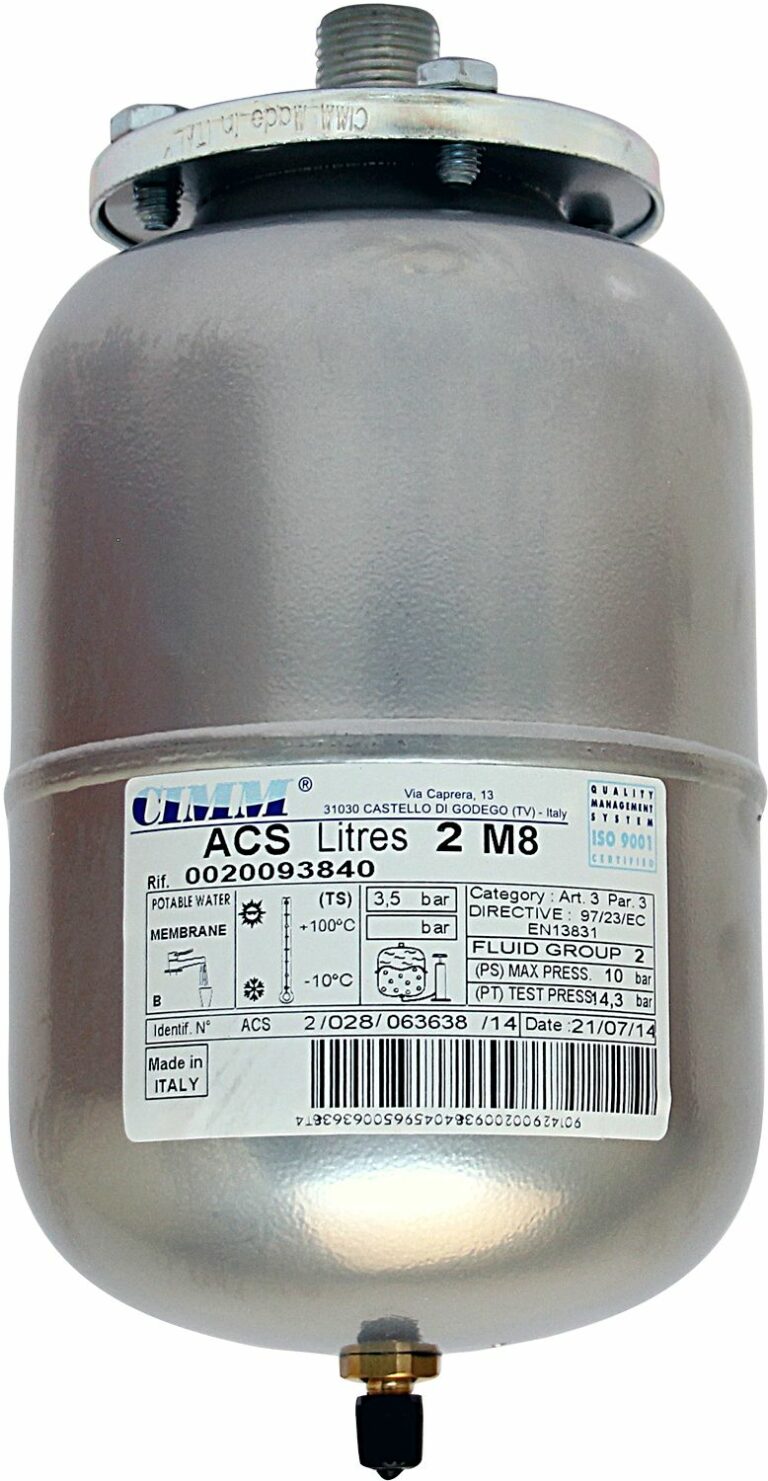 CIMM Made in ITALY
CIMM ®
Via Caprera, 13
31030 CASTELLO DI GODEGO (TV) - Italy
QUALITY
MANAGEMENT
SYSTEM
ISO 9001
CERTIFIED
ACS Litres 2 M8
Rif. 0020093840
POTABLE WATER
MEMBRANE
B
(TS)
+100°C
-10°C
3,5 bar
bar
Category : Art. 3 Par. 3
DIRECTIVE : 97/23/EC
EN13831
FLUID GROUP 2
(PS) MAX PRESS. 10 bar
(PT) TEST PRESS14,3 bar
Identif. N° ACS 2/028/063638 /14 Date :21/07/14
Made in
ITALY